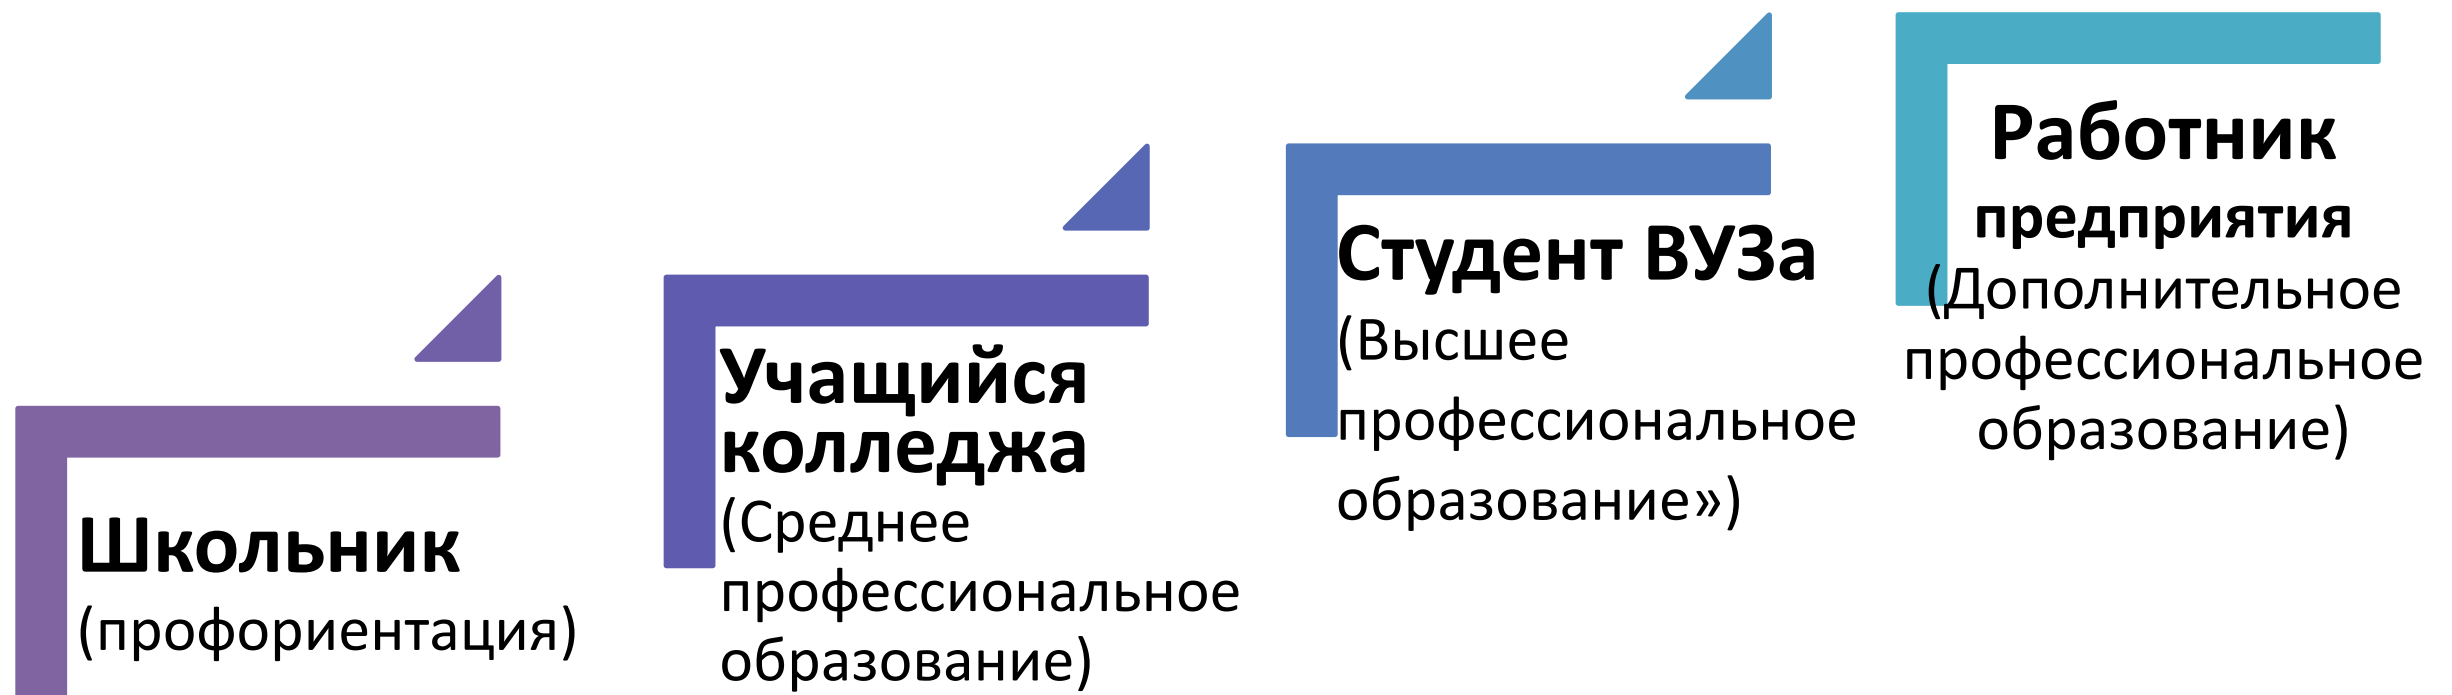 Школьник
(профориентация)
Учащийся
колледжа
(Среднее
профессиональное
образование)
Студент ВУЗа
(Высшее
профессиональное
образование»)
Работник
предприятия
(Дополнительное
профессиональное
образование)